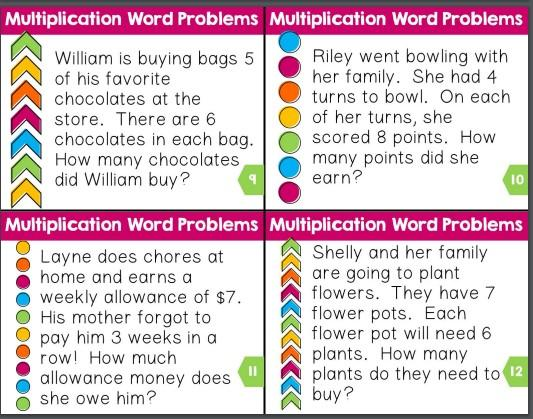 Multiplication Word Problems
William is buying bags 5
of his favorite
chocolates at the
store. There are 6
chocolates in each bag.
How many chocolates
did William buy?
9
Multiplication Word Problems
Riley went bowling with
her family. She had 4
turns to bowl. On each
of her turns, she
scored 8 points. How
many points did she
earn?
10
Multiplication Word Problems
Layne does chores at
home and earns a
weekly allowance of $7.
His mother forgot to
pay him 3 weeks in a
row! How much
allowance money does
she owe him?
11
Multiplication Word Problems
Shelly and her family
are going to plant
flowers. They have 7
flower pots. Each
flower pot will need 6
plants. How many
plants do they need to
buy?
12